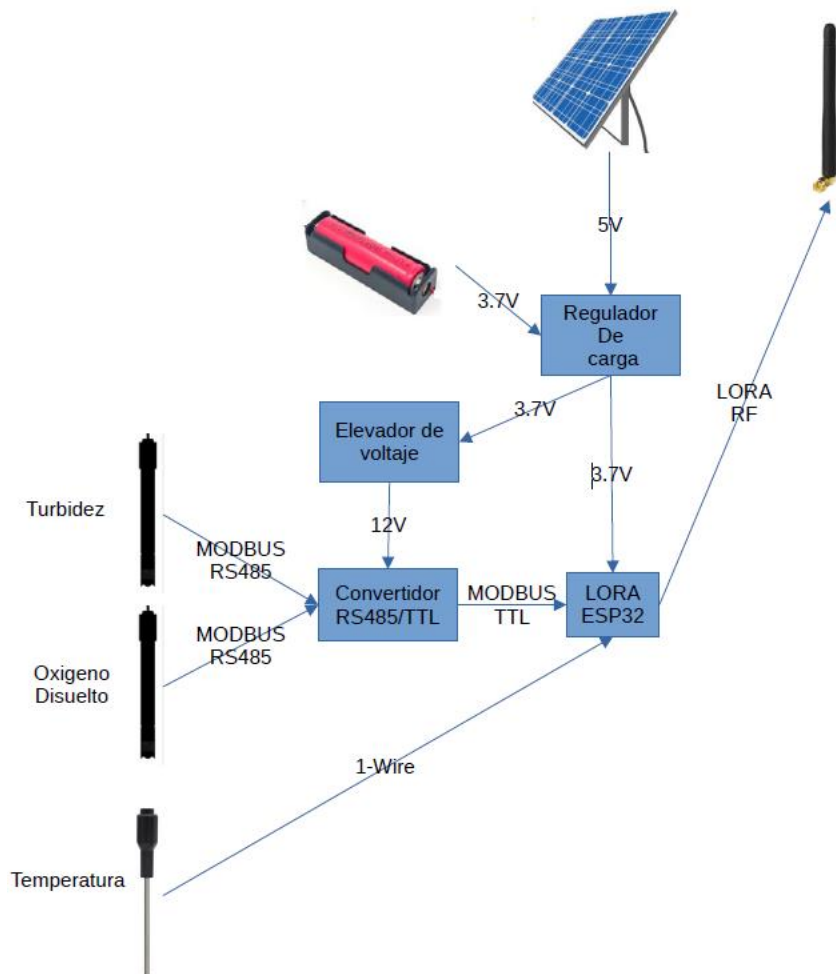 5V
3.7V
Regulador
De
carga
LORA
RF
3.7V
Elevador de
voltaje
3.7V
Turbidez
12V
MODBUS
RS485
Convertidor
RS485/TTL
MODBUS
TTL
LORA
ESP32
MODBUS
RS485
Oxigeno
Disuelto
1-Wire
Temperatura